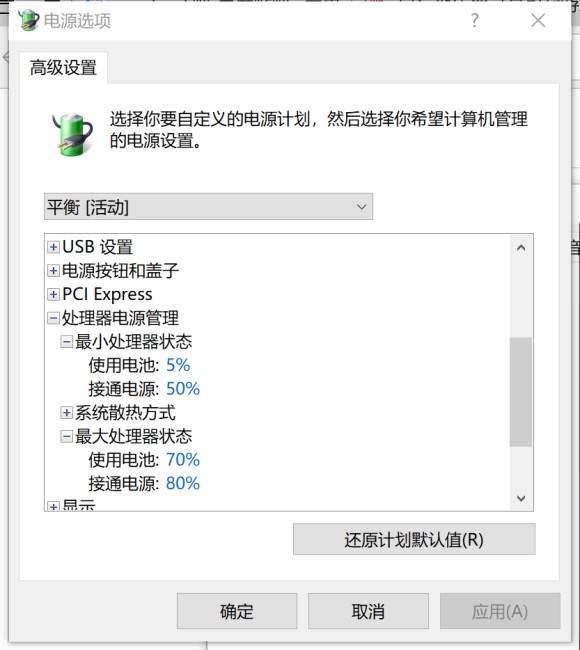 电源选项
高级设置
选择你要自定义的电源计划，然后选择你希望计算机管理
的电源设置。
平衡 [活动]
USB 设置
电源按钮和盖子
PCI Express
处理器电源管理
最小处理器状态
使用电池: 5%
接通电源: 50%
系统散热方式
最大处理器状态
使用电池: 70%
接通电源: 80%
显示
还原计划默认值(R)
确定
取消
应用(A)